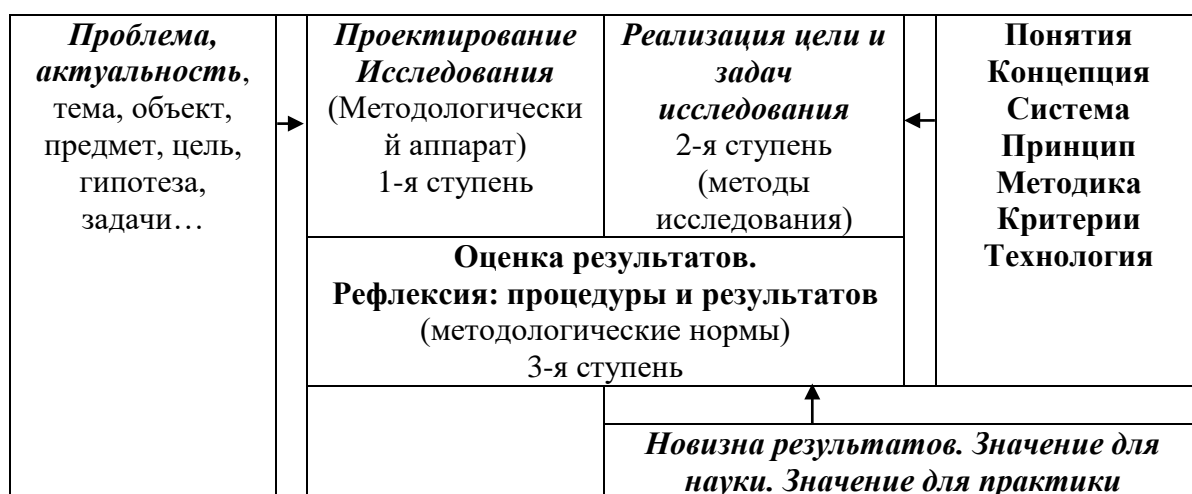 Проблема,
актуальность,
тема, объект,
предмет, цель,
гипотеза,
задачи…
Проектирование
Исследования
(Методологически
й аппарат)
1-я ступень
Реализация цели и
задач
исследования
2-я ступень
(методы
исследования)
Понятия
Концепция
Система
Принцип
Методика
Критерии
Технология
Оценка результатов.
Рефлексия: процедуры и результатов
(методологические нормы)
3-я ступень
Новизна результатов. Значение для
науки. Значение для практики